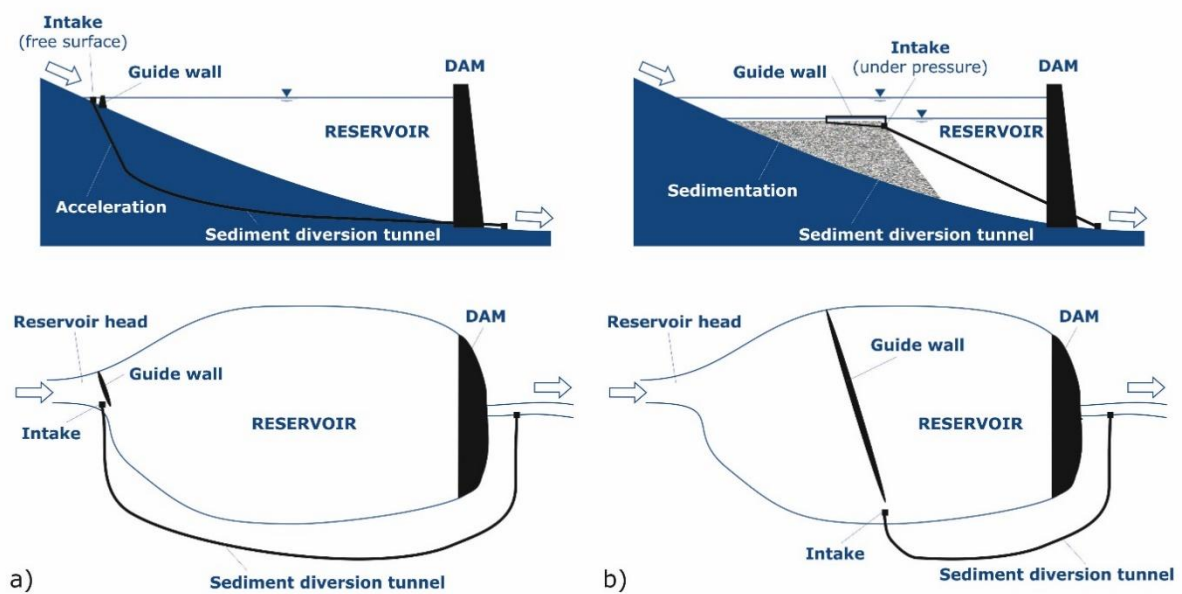 Intake
(free surface)
Guide wall
DAM
RESERVOIR
Acceleration
Sediment diversion tunnel
Intake
(under pressure)
Guide wall
DAM
RESERVOIR
Sedimentation
Sediment diversion tunnel
Reservoir head
Guide wall
DAM
Intake
RESERVOIR
Sediment diversion tunnel
a)
Reservoir head
Guide wall
DAM
RESERVOIR
Intake
Sediment diversion tunnel
b)